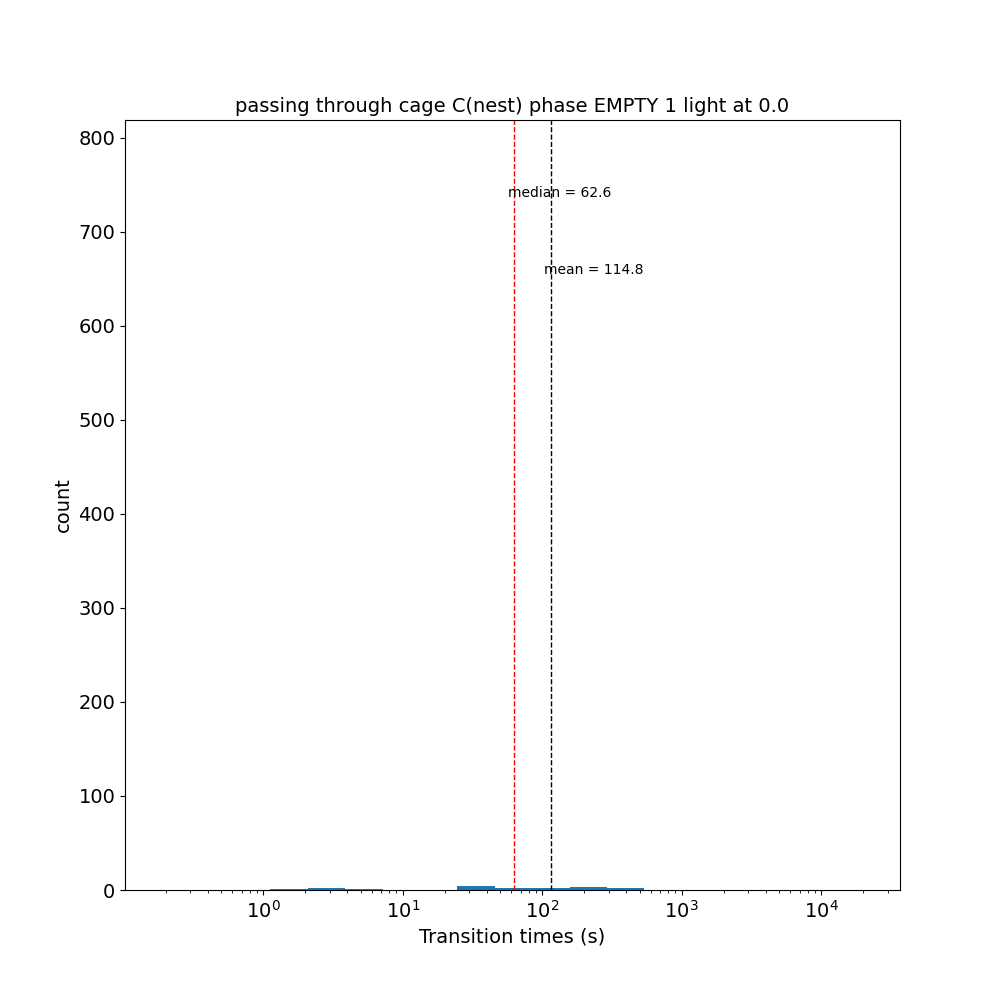 passing through cage C(nest) phase EMPTY 1 light at 0.0
800
median = 62.6
700
mean = 114.8
600
500
count
400
300
200
100
0
10⁰ 10¹ 10² 10³ 10⁴
Transition times (s)